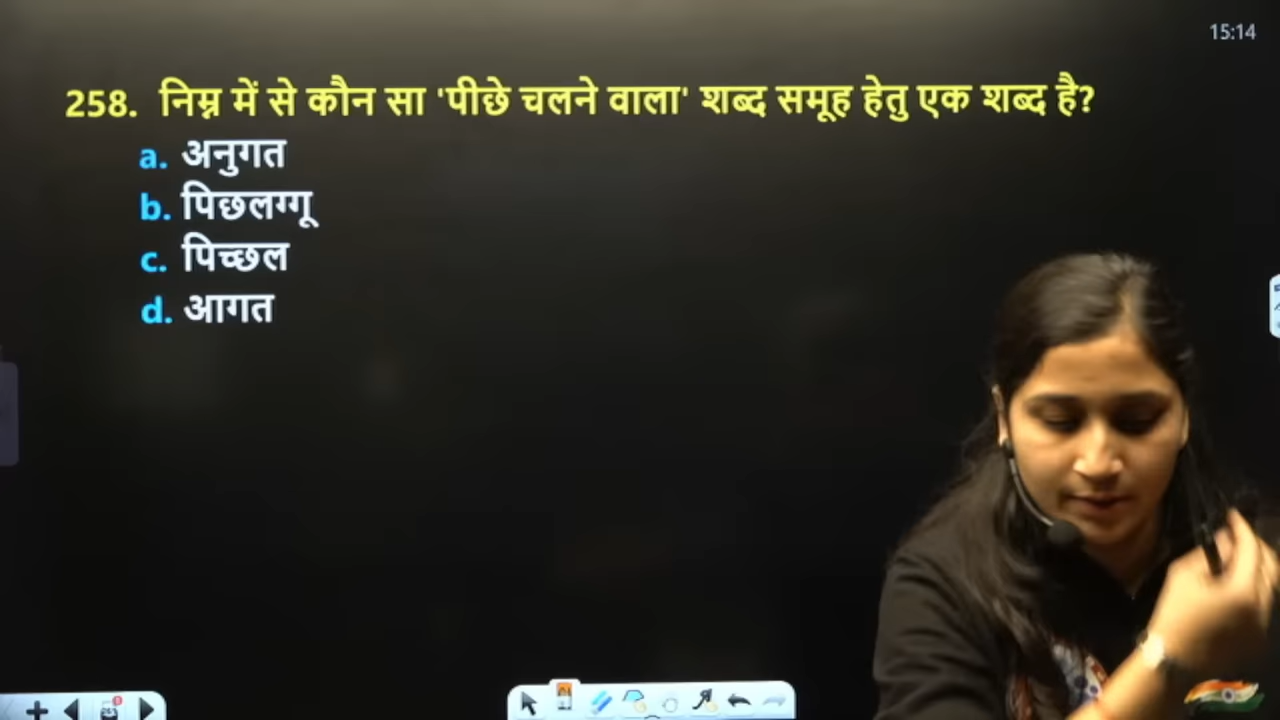 15:14
258. निम्न में से कौन सा 'पीछे चलने वाला' शब्द समूह हेतु एक शब्द है?
a. अनुगत
b. पिछलग्गू
c. पिच्छल
d. आगत